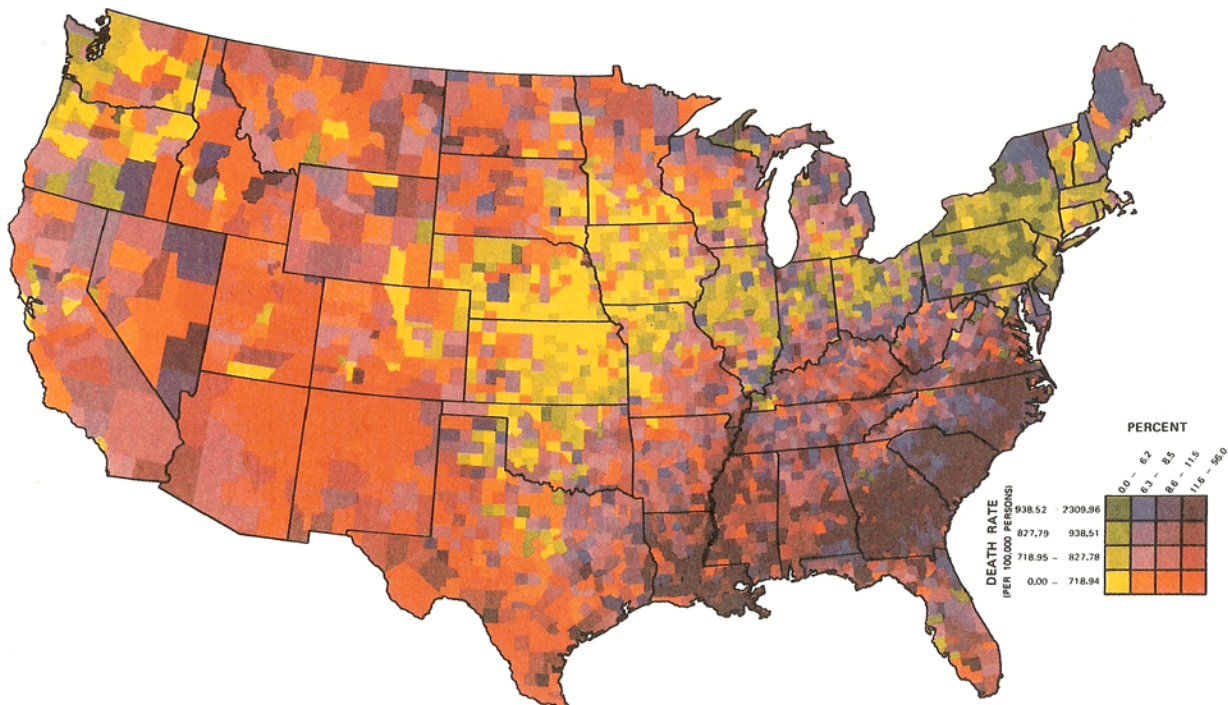 PERCENT
0.0 - 6.2
6.3 - 8.5
8.6 - 11.5
11.6 - 56.0
DEATH RATE
(PER 100,000 PERSONS)
938.52 - 2309.96
827.79 938.51
718.95 - 827.78
0.00 - 718.94